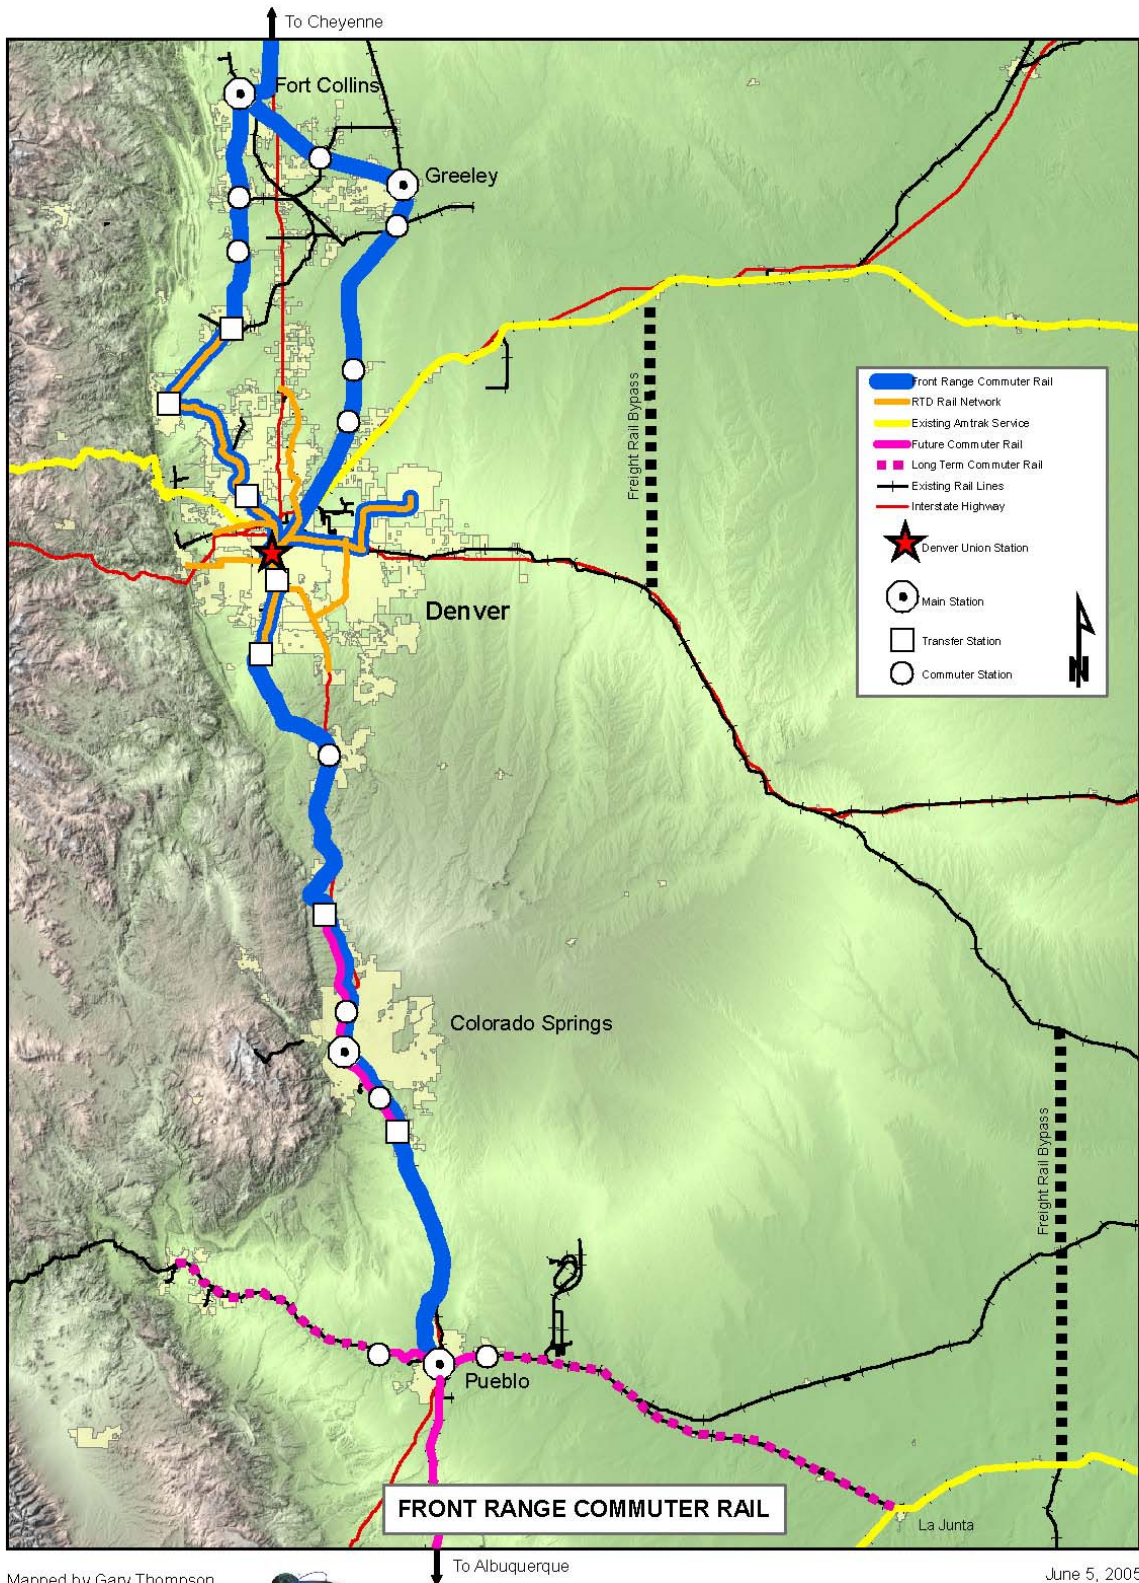 To Cheyenne
Fort Collins
Greeley
Freight Rail Bypass
Front Range Commuter Rail
RTD Rail Network
Existing Amtrak Service
Future Commuter Rail
Long Term Commuter Rail
Existing Rail Lines
Interstate Highway
Denver Union Station
Main Station
Transfer Station
Commuter Station
N
Denver
Colorado Springs
Freight Rail Bypass
Pueblo
FRONT RANGE COMMUTER RAIL
La Junta
To Albuquerque
Mapped by Gary Thompson
June 5, 2005